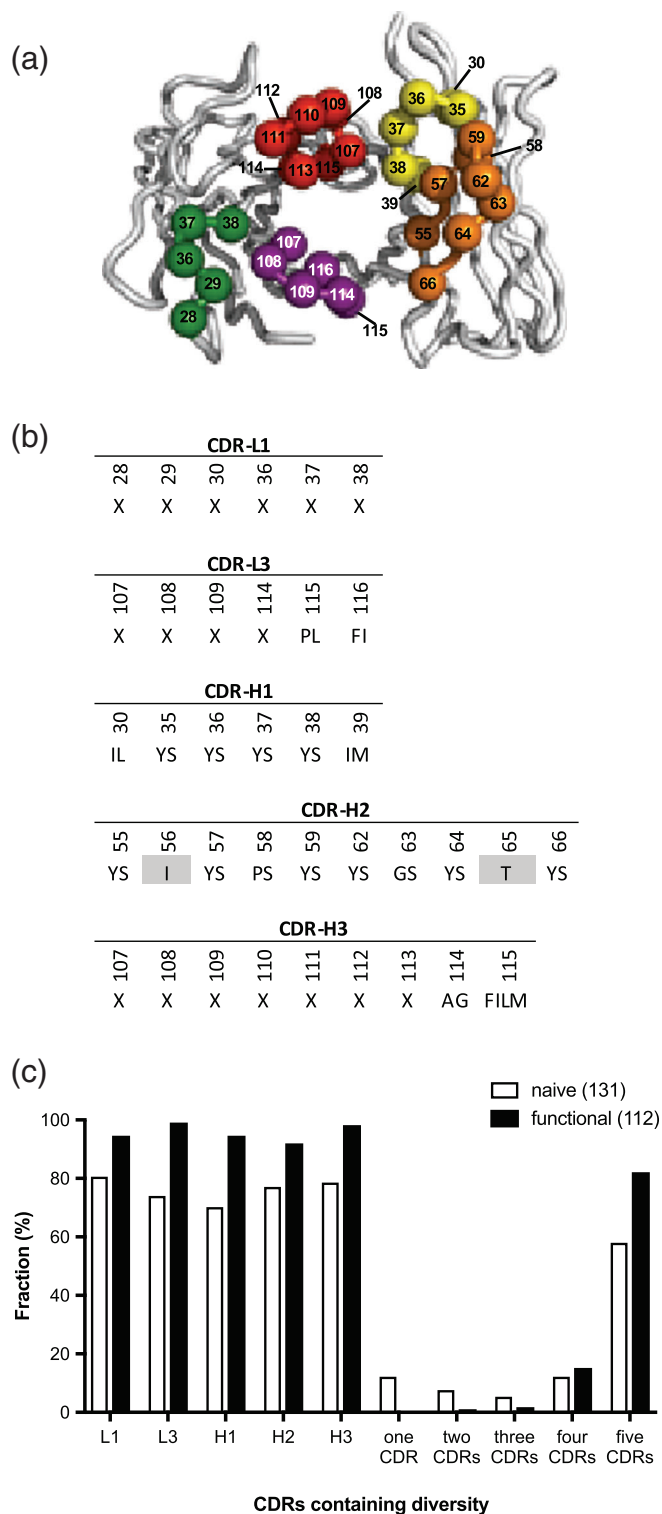 (a)
30
112
109
108
36
35
110
111
37
59
107
58
114
113
115
38
62
57
39
63
37
38
107
55
64
36
108
116
29
109
114
66
28
115
(b)
CDR-L1
28 29 30 36 37 38
X X X X X X
CDR-L3
107 108 109 114 115 116
X X X X PL FI
CDR-H1
30 35 36 37 38 39
IL YS YS YS YS IM
CDR-H2
55 56 57 58 59 62 63 64 65 66
YS I YS PS YS YS GS YS T YS
CDR-H3
107 108 109 110 111 112 113 114 115
X X X X X X X AG FILM
(c)
naive (131)
functional (112)
100
80
60
40
20
0
Fraction (%)
L1 L3 H1 H2 H3 one two three four five
CDR CDRs CDRs CDRs CDRs
CDRs containing diversity